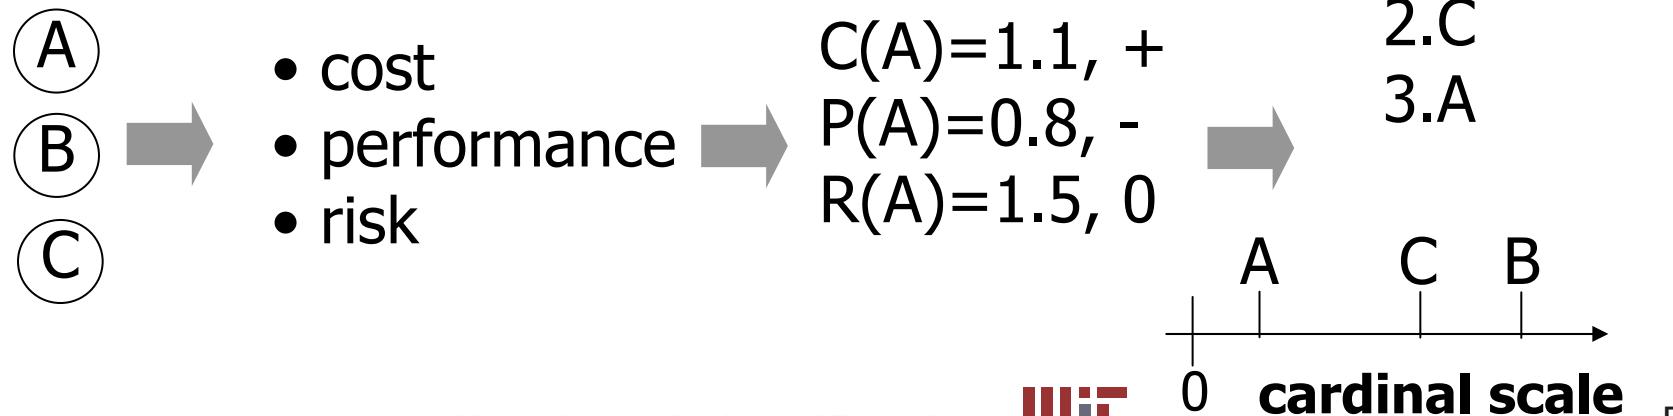 A
B
C
• cost
• performance
• risk
C(A)=1.1, +
P(A)=0.8, -
R(A)=1.5, 0
2.C
3.A
A C B
0 cardinal scale